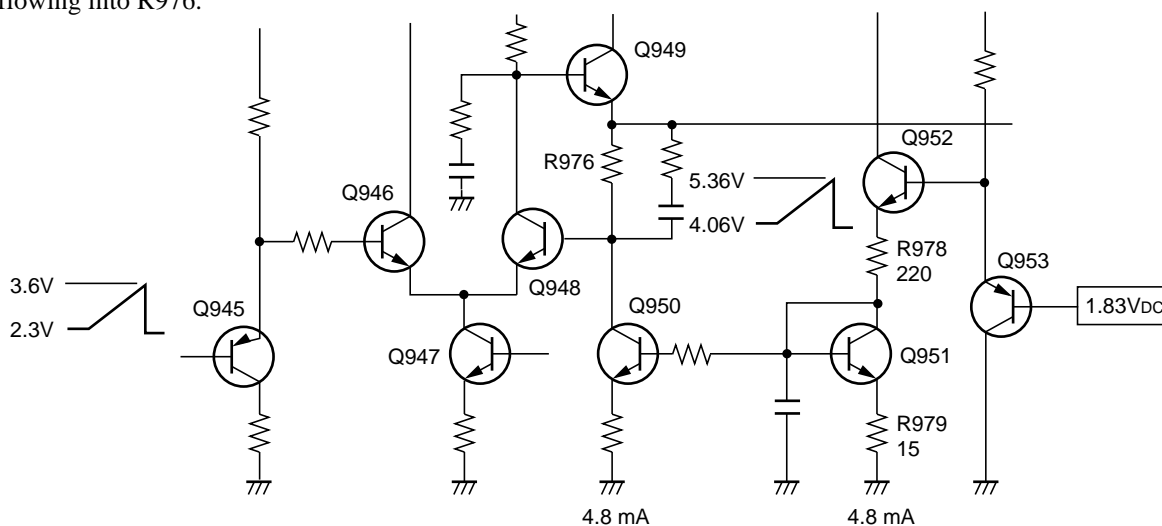 flowing into R976.
Q949
Q952
R976
5.36V
4.06V
Q946
R978
220
Q953
3.6V
2.3V
Q945
Q948
Q950
1.83VDC
Q947
Q951
R979
15
4.8 mA
4.8 mA